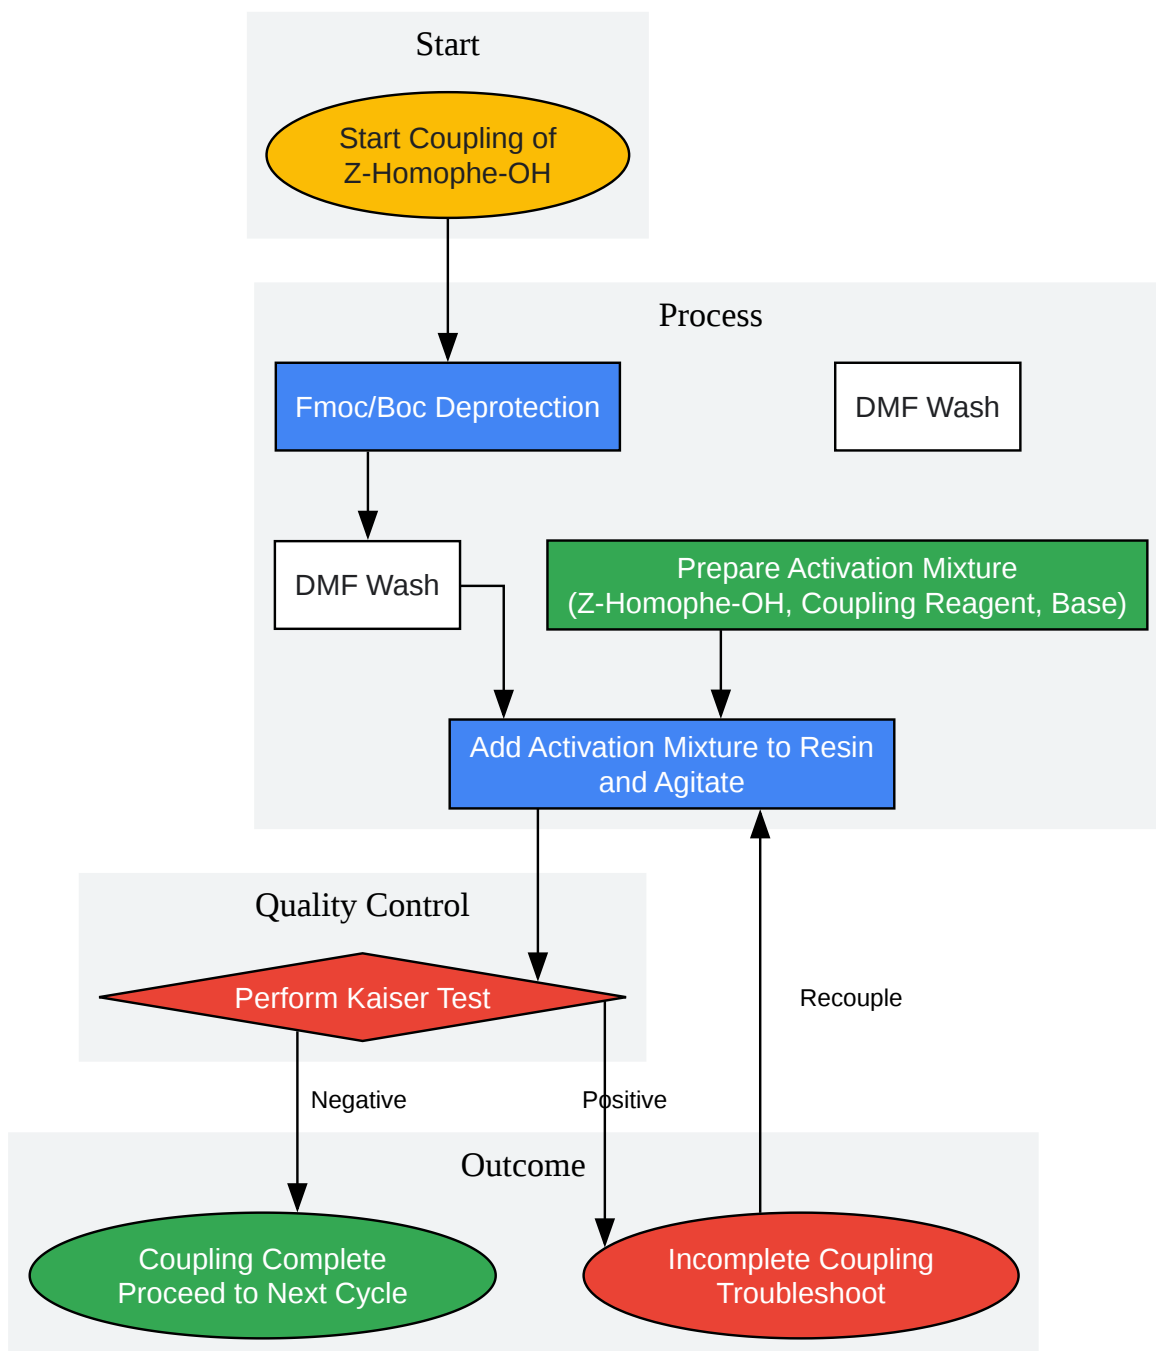 Start
Start Coupling of
Z-Homophe-OH
Process
Fmoc/Boc Deprotection
DMF Wash
DMF Wash
Prepare Activation Mixture
(Z-Homophe-OH, Coupling Reagent, Base)
Add Activation Mixture to Resin
and Agitate
Quality Control
Perform Kaiser Test
Recouple
Negative
Positive
Outcome
Coupling Complete
Proceed to Next Cycle
Incomplete Coupling
Troubleshoot